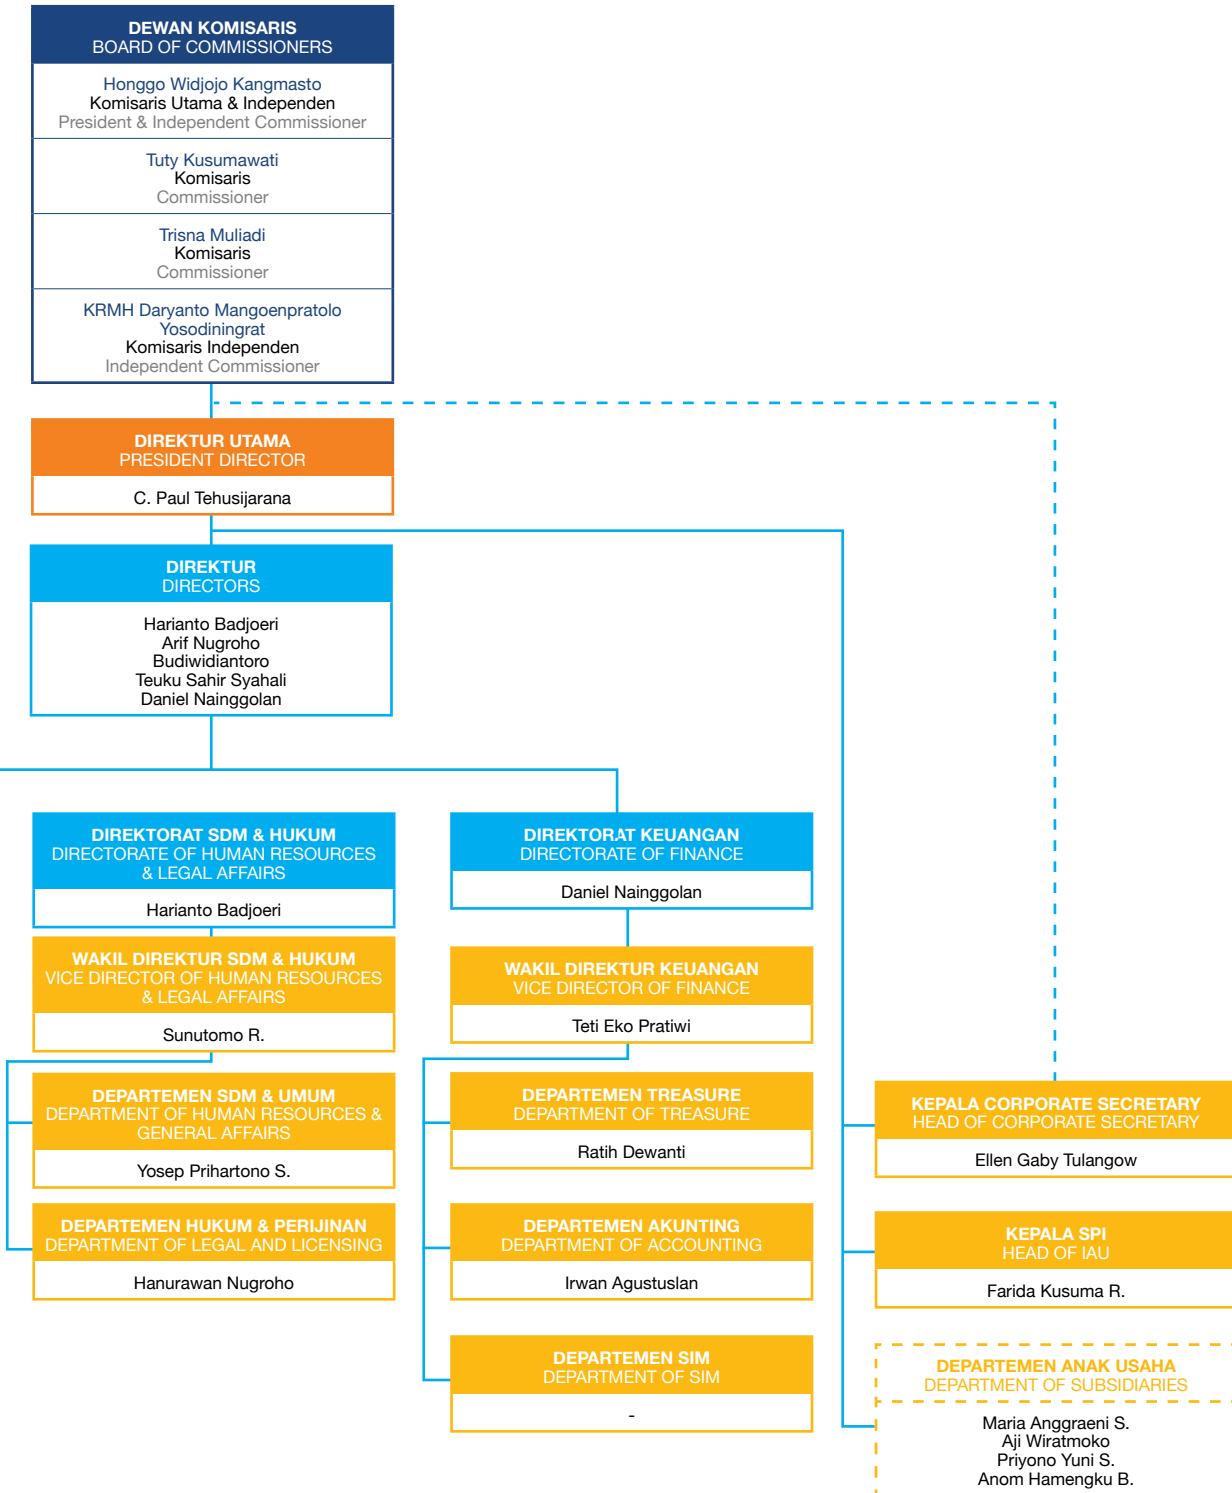 DEWAN KOMISARIS
BOARD OF COMMISSIONERS
Honggo Widjojo Kangmasto
Komisaris Utama & Independen
President & Independent Commissioner
Tuty Kusumawati
Komisaris
Commissioner
Trisna Muliadi
Komisaris
Commissioner
KRMH Daryanto Mangoenpratolo
Yosodiningrat
Komisaris Independen
Independent Commissioner
DIREKTUR UTAMA
PRESIDENT DIRECTOR
C. Paul Tehusijarana
DIREKTUR
DIRECTORS
Harianto Badjoeri
Arif Nugroho
Budiwidiantoro
Teuku Sahir Syahali
Daniel Nainggolan
DIREKTORAT SDM & HUKUM
DIRECTORATE OF HUMAN RESOURCES
& LEGAL AFFAIRS
Harianto Badjoeri
WAKIL DIREKTUR SDM & HUKUM
VICE DIRECTOR OF HUMAN RESOURCES
& LEGAL AFFAIRS
Sunutomo R.
DEPARTEMEN SDM & UMUM
DEPARTMENT OF HUMAN RESOURCES &
GENERAL AFFAIRS
Yosep Prihartono S.
DEPARTEMEN HUKUM & PERIJINAN
DEPARTMENT OF LEGAL AND LICENSING
Hanurawan Nugroho
DIREKTORAT KEUANGAN
DIRECTORATE OF FINANCE
Daniel Nainggolan
WAKIL DIREKTUR KEUANGAN
VICE DIRECTOR OF FINANCE
Teti Eko Pratiwi
DEPARTEMEN TREASURE
DEPARTMENT OF TREASURE
Ratih Dewanti
DEPARTEMEN AKUNTING
DEPARTMENT OF ACCOUNTING
Irwan Agustuslan
DEPARTEMEN SIM
DEPARTMENT OF SIM
-
KEPALA CORPORATE SECRETARY
HEAD OF CORPORATE SECRETARY
Ellen Gaby Tulangow
KEPALA SPI
HEAD OF IAU
Farida Kusuma R.
DEPARTEMEN ANAK USAHA
DEPARTMENT OF SUBSIDIARIES
Maria Anggraeni S.
Aji Wiratmoko
Priyono Yuni S.
Anom Hamengku B.